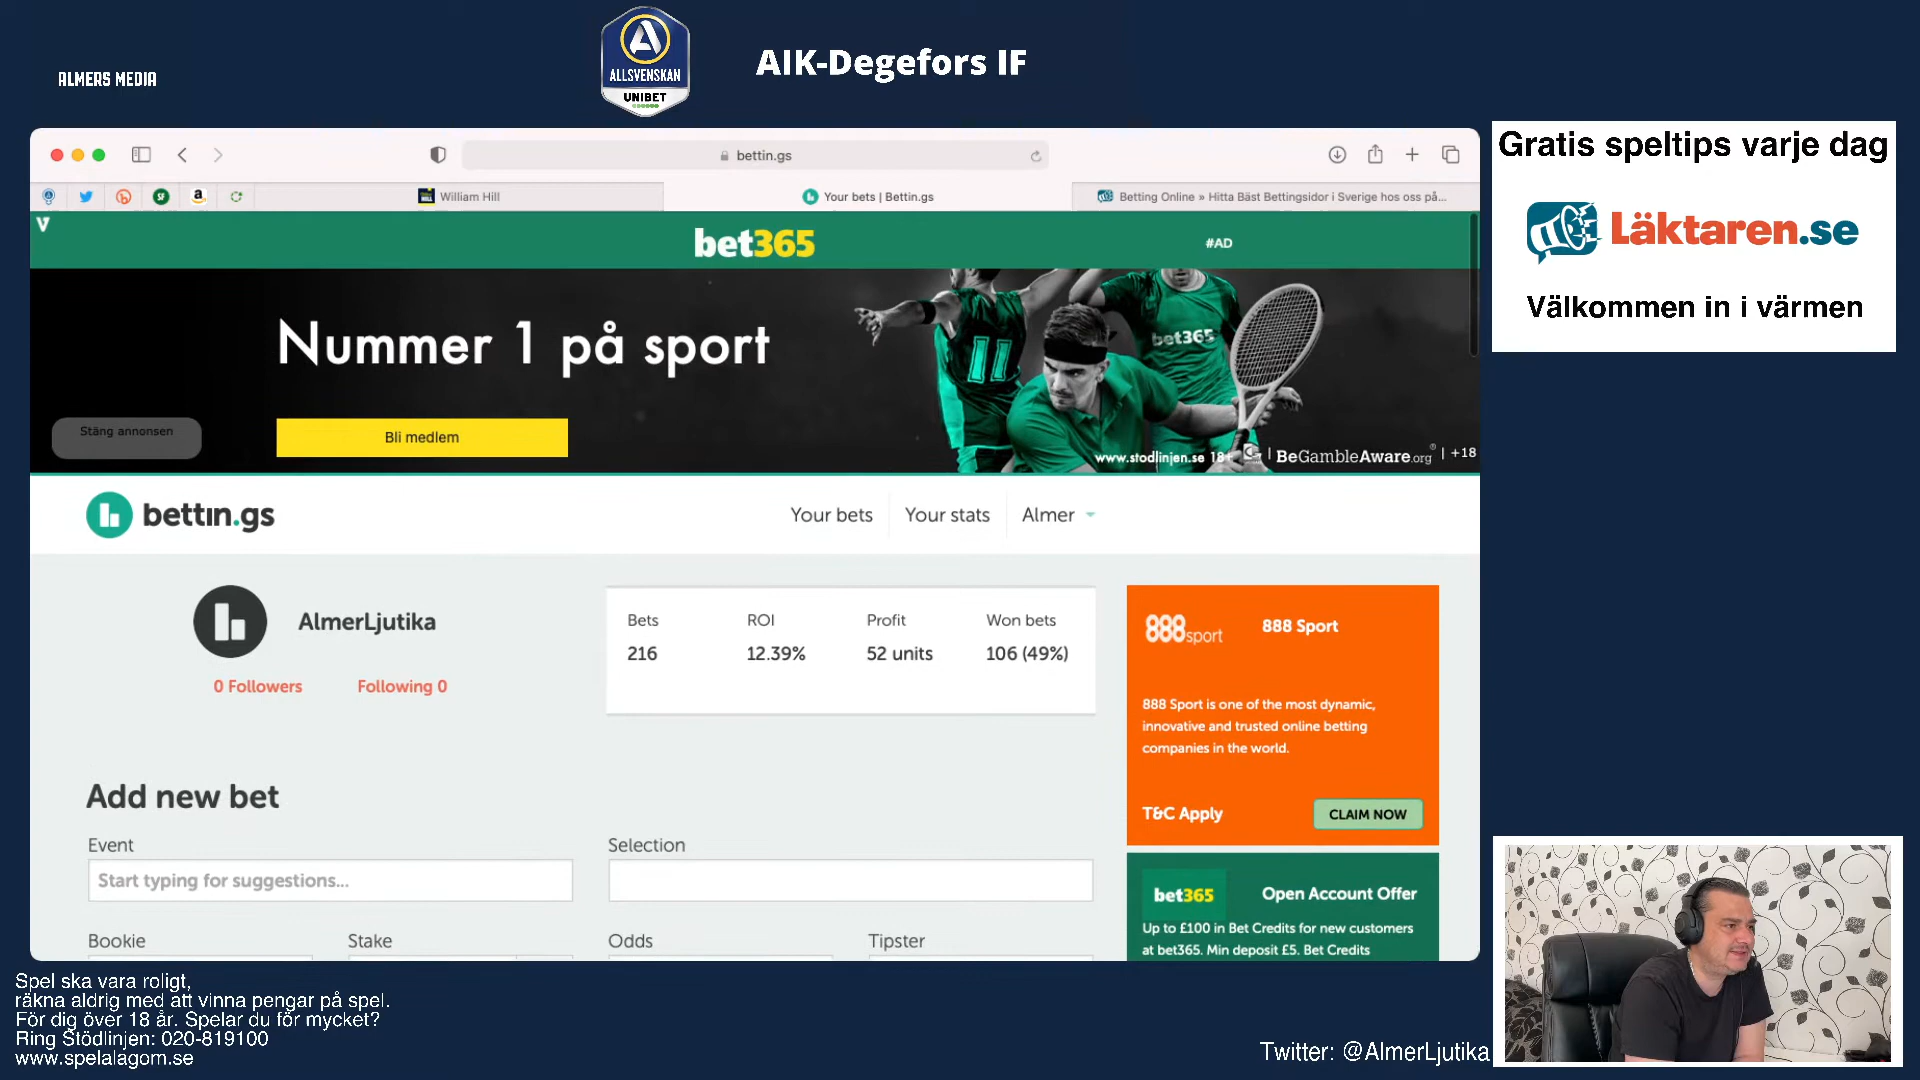 ALMERS MEDIA
ALLSVENSKAN
UNIBET
AIK-Degefors IF
bettin.gs
William Hill
Your bets | Bettin.gs
Betting Online » Hitta Bäst Bettingsidor i Sverige hos oss på...
bet365
#AD
Nummer 1 på sport
11
bet365
Stäng annonsen
Bli medlem
www.stodlinjen.se 18+ | BeGambleAware.org® | +18
bettin.gs
Your bets
Your stats
Almer
AlmerLjutika
0 Followers
Following 0
Bets ROI Profit Won bets
216 12.39% 52 units 106 (49%)
888sport
888 Sport
888 Sport is one of the most dynamic,
innovative and trusted online betting
companies in the world.
T&C Apply
CLAIM NOW
Add new bet
Event
Selection
Start typing for suggestions...
Bookie
Stake
Odds
Tipster
bet365
Open Account Offer
Up to £100 in Bet Credits for new customers
at bet365. Min deposit £5. Bet Credits
Gratis speltips varje dag
Läktaren.se
Välkommen in i värmen
Spel ska vara roligt,
räkna aldrig med att vinna pengar på spel.
För dig över 18 år. Spelar du för mycket?
Ring Stödlinjen: 020-819100
www.spelalagom.se
Twitter: @AlmerLjutika